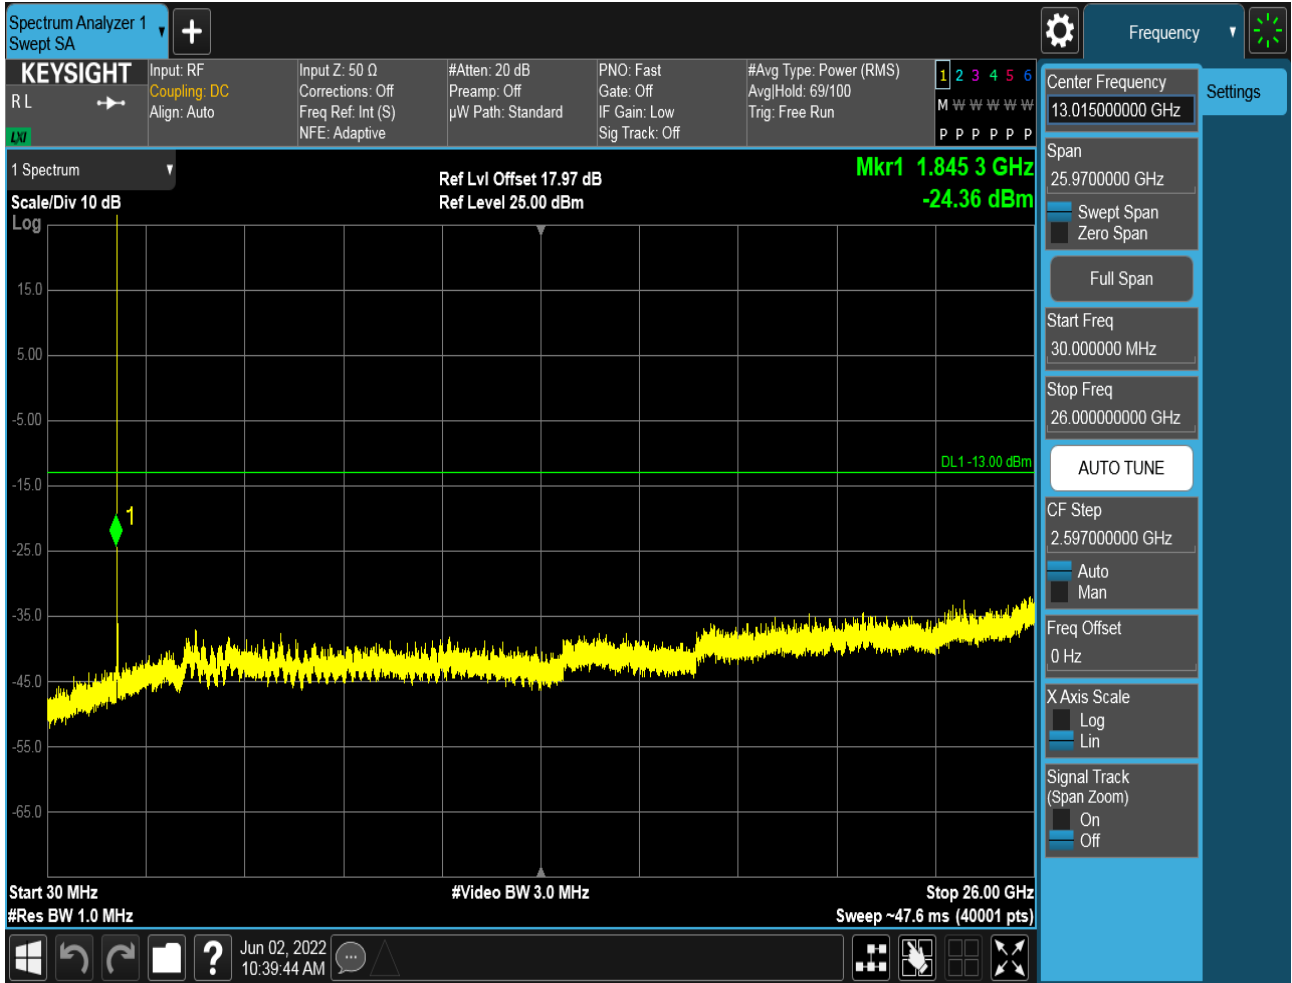 Spectrum Analyzer 1
Swept SA
Frequency
KEYSIGHT
R L
LXI
Input: RF
Coupling: DC
Align: Auto
Input Z: 50 Ω
Corrections: Off
Freq Ref: Int (S)
NFE: Adaptive
#Atten: 20 dB
Preamp: Off
µW Path: Standard
PNO: Fast
Gate: Off
IF Gain: Low
Sig Track: Off
#Avg Type: Power (RMS)
Avg|Hold: 69/100
Trig: Free Run
1 2 3 4 5 6
M W W W W W
P P P P P P
1 Spectrum
Scale/Div 10 dB
Log
Ref Lvl Offset 17.97 dB
Ref Level 25.00 dBm
Mkr1 1.845 3 GHz
-24.36 dBm
15.0
5.00
-5.00
-15.0
-25.0
-35.0
-45.0
-55.0
-65.0
DL1 -13.00 dBm
1
Start 30 MHz
#Res BW 1.0 MHz
#Video BW 3.0 MHz
Stop 26.00 GHz
Sweep ~47.6 ms (40001 pts)
Center Frequency
13.015000000 GHz
Settings
Span
25.9700000 GHz
Swept Span
Zero Span
Full Span
Start Freq
30.000000 MHz
Stop Freq
26.000000000 GHz
AUTO TUNE
CF Step
2.597000000 GHz
Auto
Man
Freq Offset
0 Hz
X Axis Scale
Log
Lin
Signal Track
(Span Zoom)
On
Off
?
Jun 02, 2022
10:39:44 AM